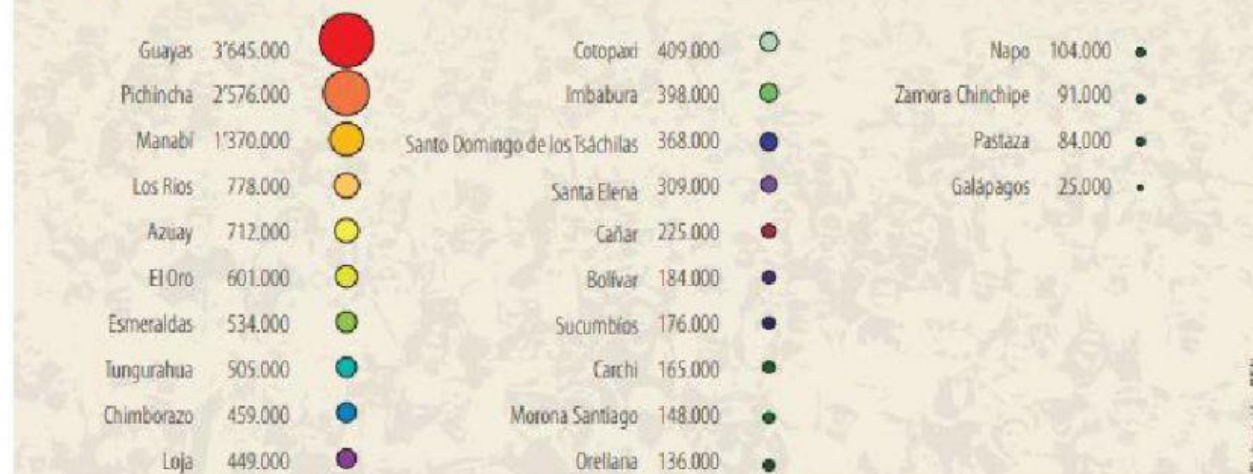 Guayas 3'645.000
Pichincha 2'576.000
Manabí 1'370.000
Los Rios 778.000
Azuay 712.000
El Oro 601.000
Esmeraldas 534.000
Tungurahua 505.000
Chimborazo 459.000
Loja 449.000
Cotopaxi 409.000
Imbabura 398.000
Santo Domingo de los Tsáchilas 368.000
Santa Elena 309.000
Cañar 225.000
Bolívar 184.000
Sucumbíos 176.000
Carchi 165.000
Morona Santiago 148.000
Orellana 136.000
Napo 104.000
Zamora Chinchipe 91.000
Pastaza 84.000
Galápagos 25.000